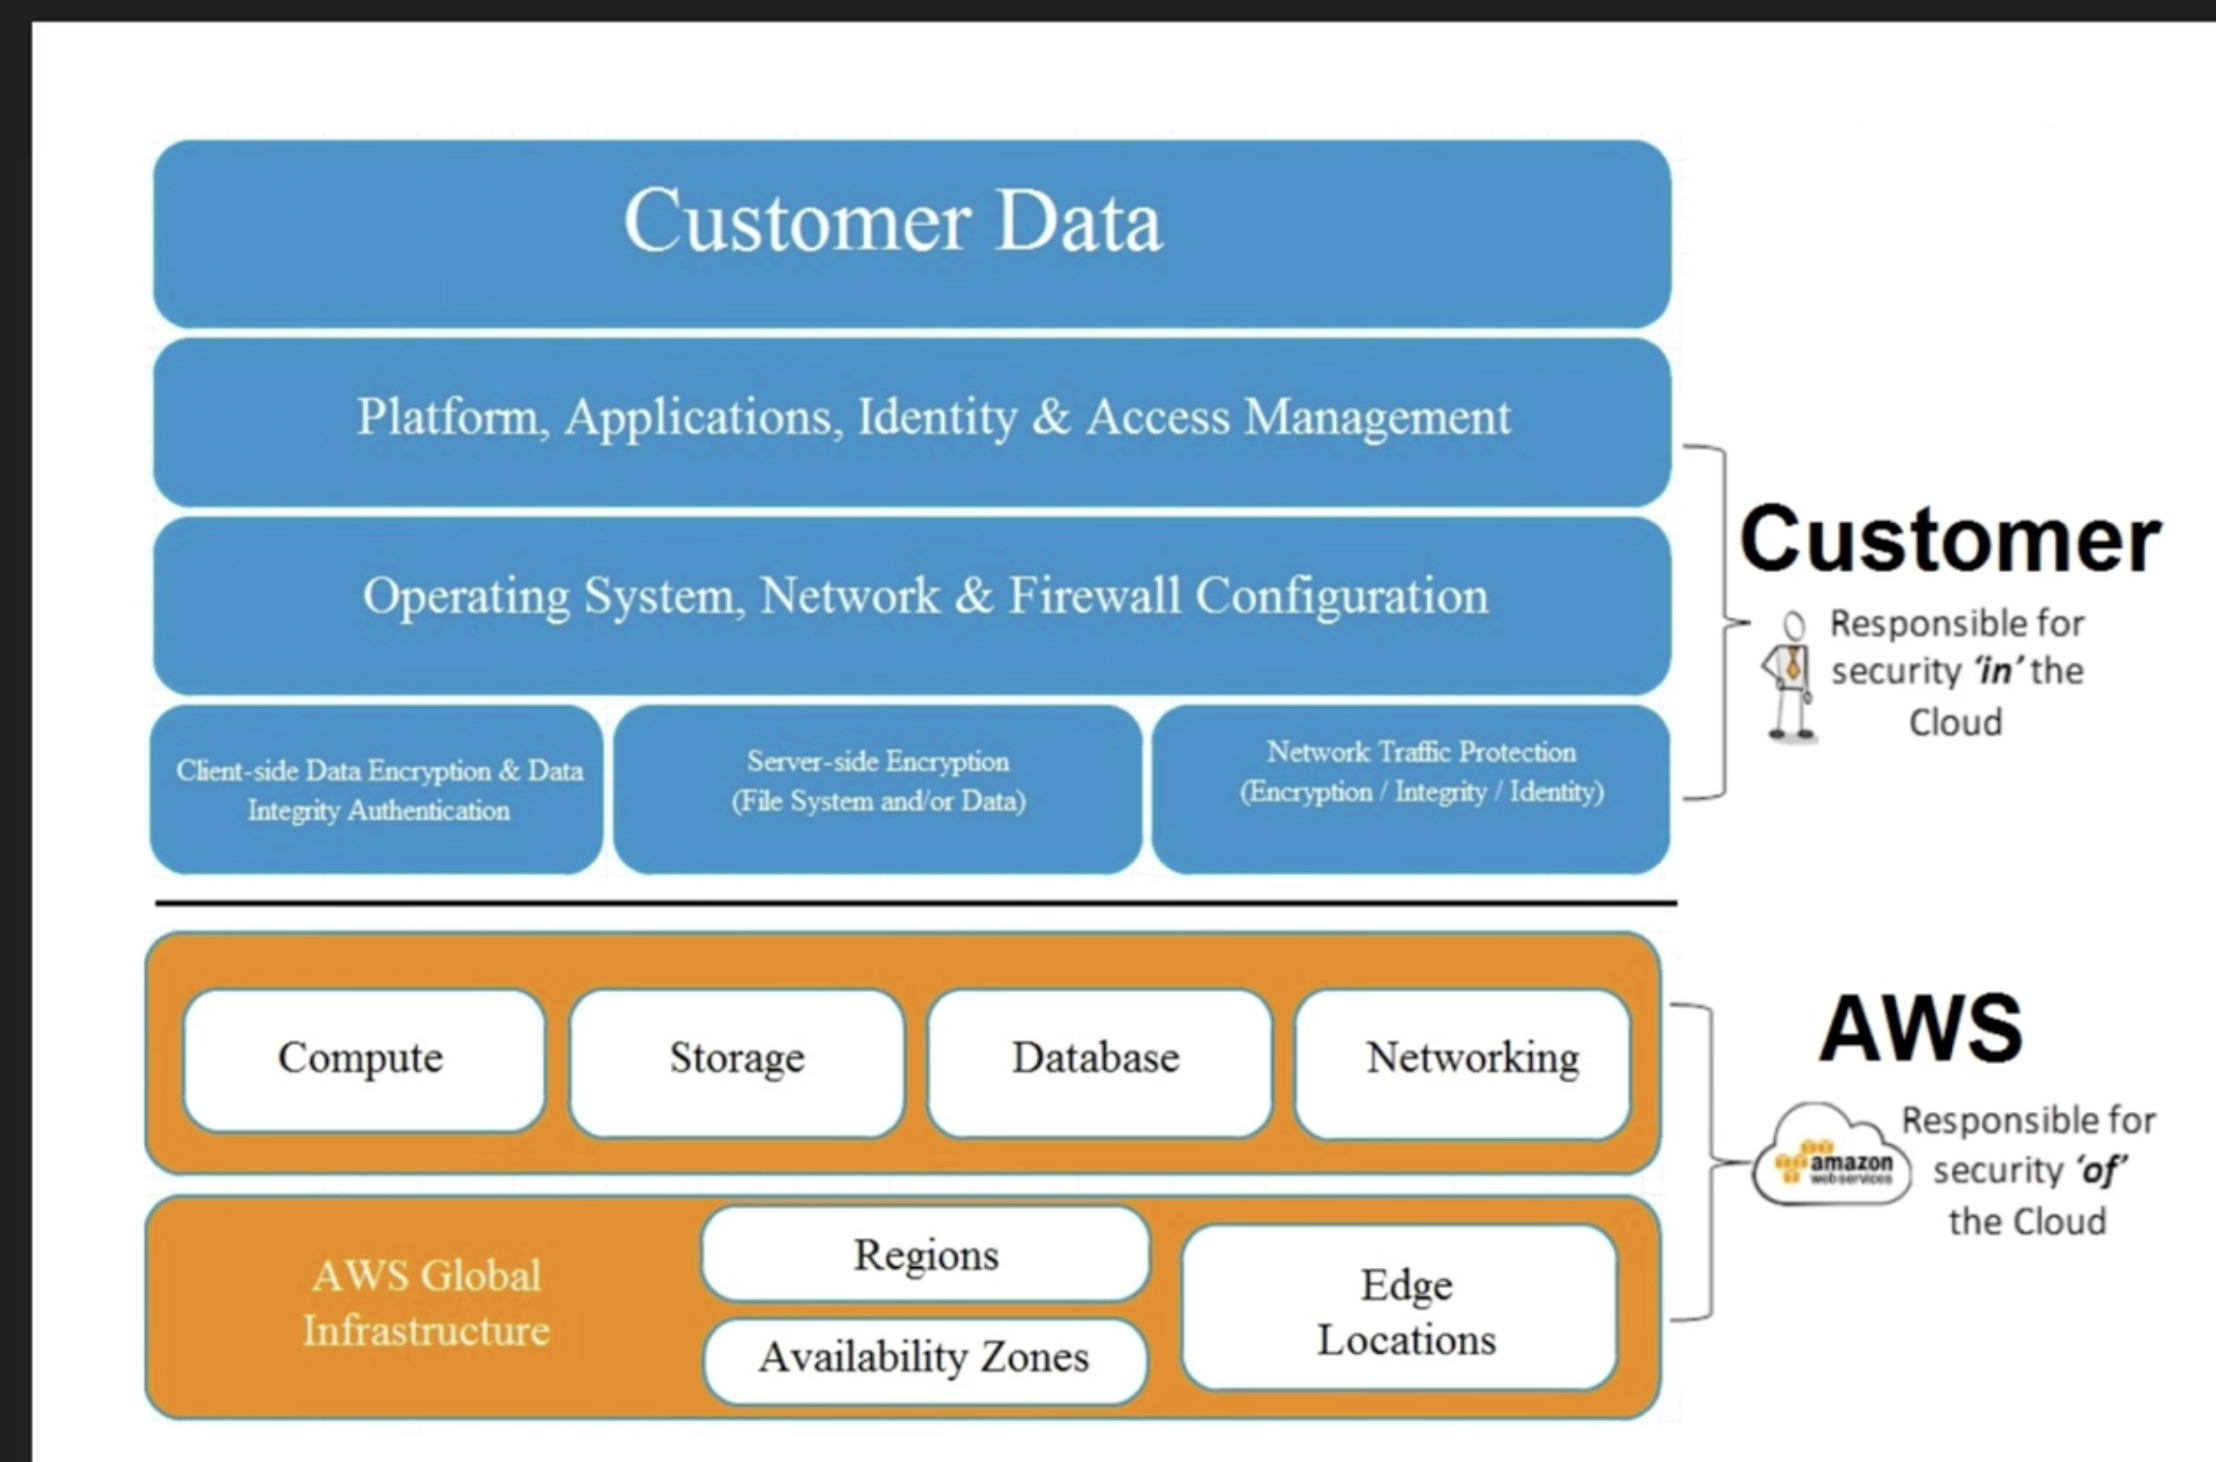 Customer Data
Platform, Applications, Identity & Access Management
Operating System, Network & Firewall Configuration
Client-side Data Encryption & Data
Integrity Authentication
Server-side Encryption
(File System and/or Data)
Network Traffic Protection
(Encryption / Integrity / Identity)
Customer
Responsible for
security ‘in’ the
Cloud
Compute
Storage
Database
Networking
AWS Global
Infrastructure
Regions
Availability Zones
Edge
Locations
AWS
amazon
webservices
Responsible for
security ‘of’
the Cloud